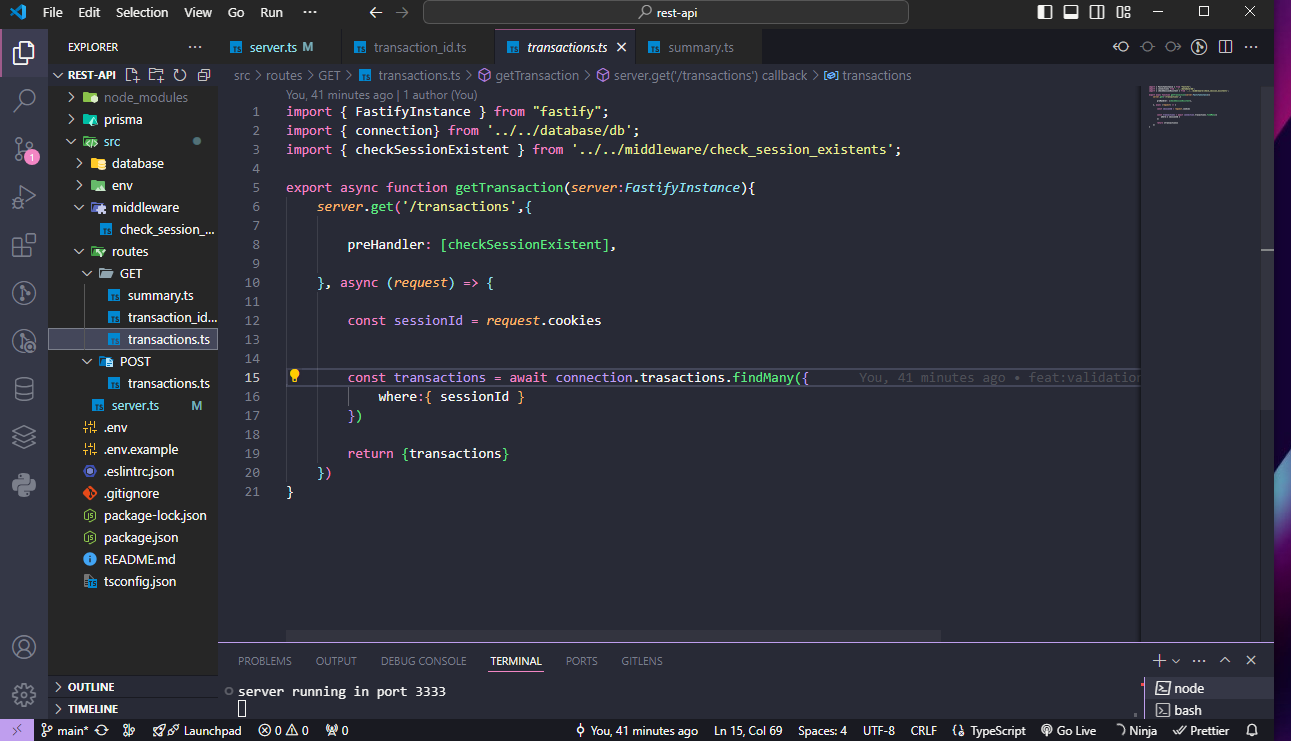 File Edit Selection View Go Run ··· rest-api
EXPLORER ···
server.ts M transaction_id.ts transactions.ts summary.ts
REST-API
src > routes > GET > transactions.ts > getTransaction > server.get('/transactions') callback > transactions
node_modules
prisma
src
database
env
middleware
check_session_...
routes
GET
summary.ts
transaction_id...
transactions.ts
POST
transactions.ts
server.ts M
.env
.env.example
.eslintrc.json
.gitignore
package-lock.json
package.json
README.md
tsconfig.json
OUTLINE
TIMELINE
1
You, 41 minutes ago | 1 author (You)
1 import { FastifyInstance } from "fastify";
2 import { connection} from '../../database/db';
3 import { checkSessionExistent } from '../../middleware/check_session_existents';
4
5 export async function getTransaction(server:FastifyInstance){
6 server.get('/transactions',{
7
8 preHandler: [checkSessionExistent],
9
10 }, async (request) => {
11
12 const sessionId = request.cookies
13
14
15 const transactions = await connection.trasactions.findMany({ You, 41 minutes ago • feat:validation
16 where:{ sessionId }
17 })
18
19 return {transactions}
20 })
21 }
PROBLEMS OUTPUT DEBUG CONSOLE TERMINAL PORTS GITLENS
server running in port 3333
node
bash
main* Launchpad 0 0 0 You, 41 minutes ago Ln 15, Col 69 Spaces: 4 UTF-8 CRLF {} TypeScript Go Live Ninja Prettier